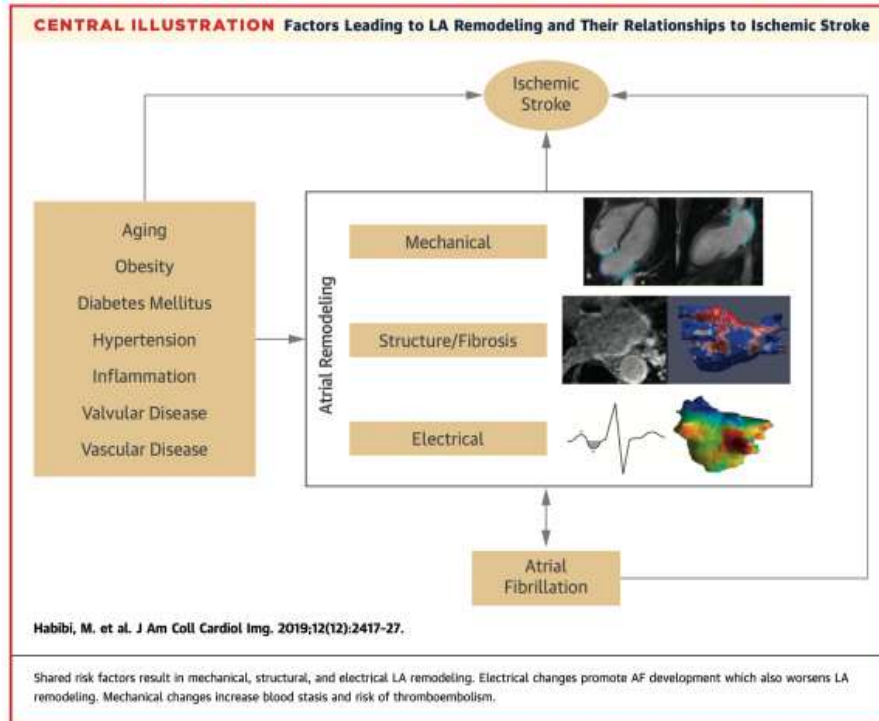 CENTRAL ILLUSTRATION Factors Leading to LA Remodeling and Their Relationships to Ischemic Stroke
Ischemic
Stroke
Aging
Obesity
Diabetes Mellitus
Hypertension
Inflammation
Valvular Disease
Vascular Disease
Atrial Remodeling
Mechanical
Structure/Fibrosis
Electrical
Atrial
Fibrillation
Habibi, M. et al. J Am Coll Cardiol Img. 2019;12(12):2417–27.
Shared risk factors result in mechanical, structural, and electrical LA remodeling. Electrical changes promote AF development which also worsens LA
remodeling. Mechanical changes increase blood stasis and risk of thromboembolism.